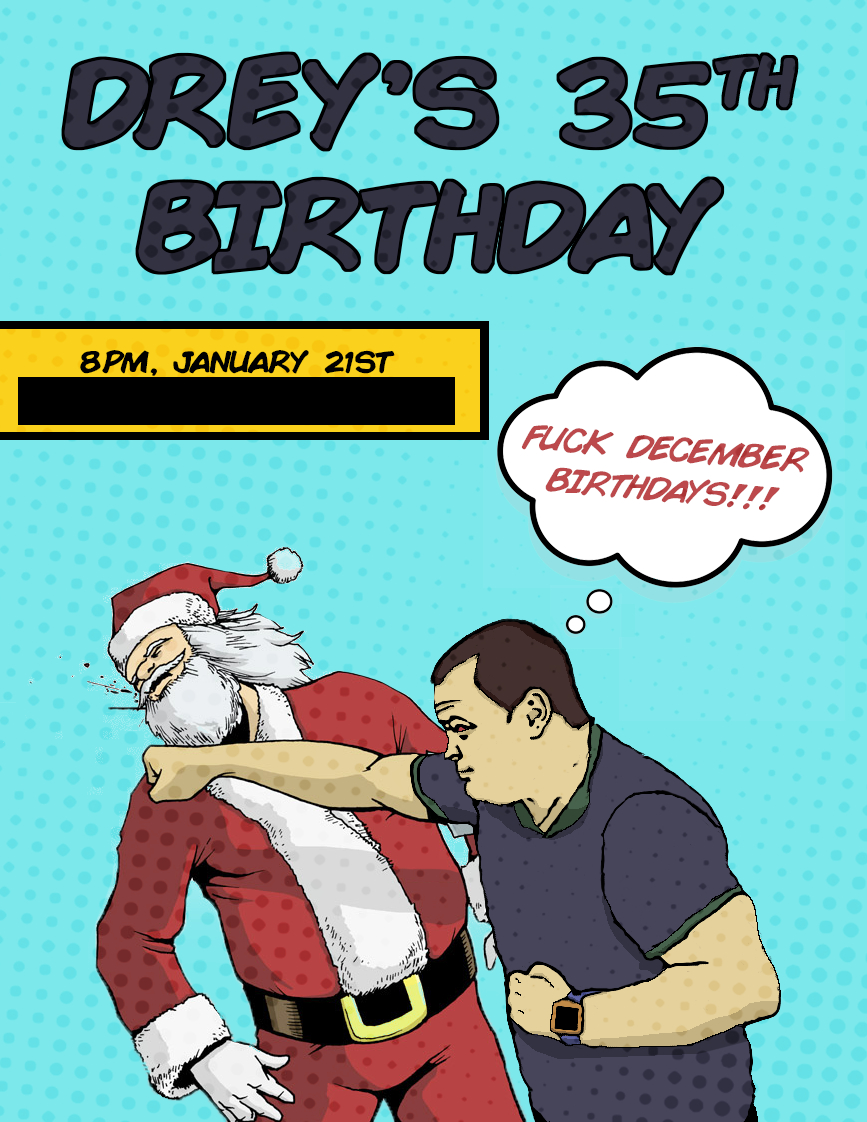 DREY'S 35TH
BIRTHDAY
8PM, JANUARY 21ST
FUCK DECEMBER
BIRTHDAYS!!!